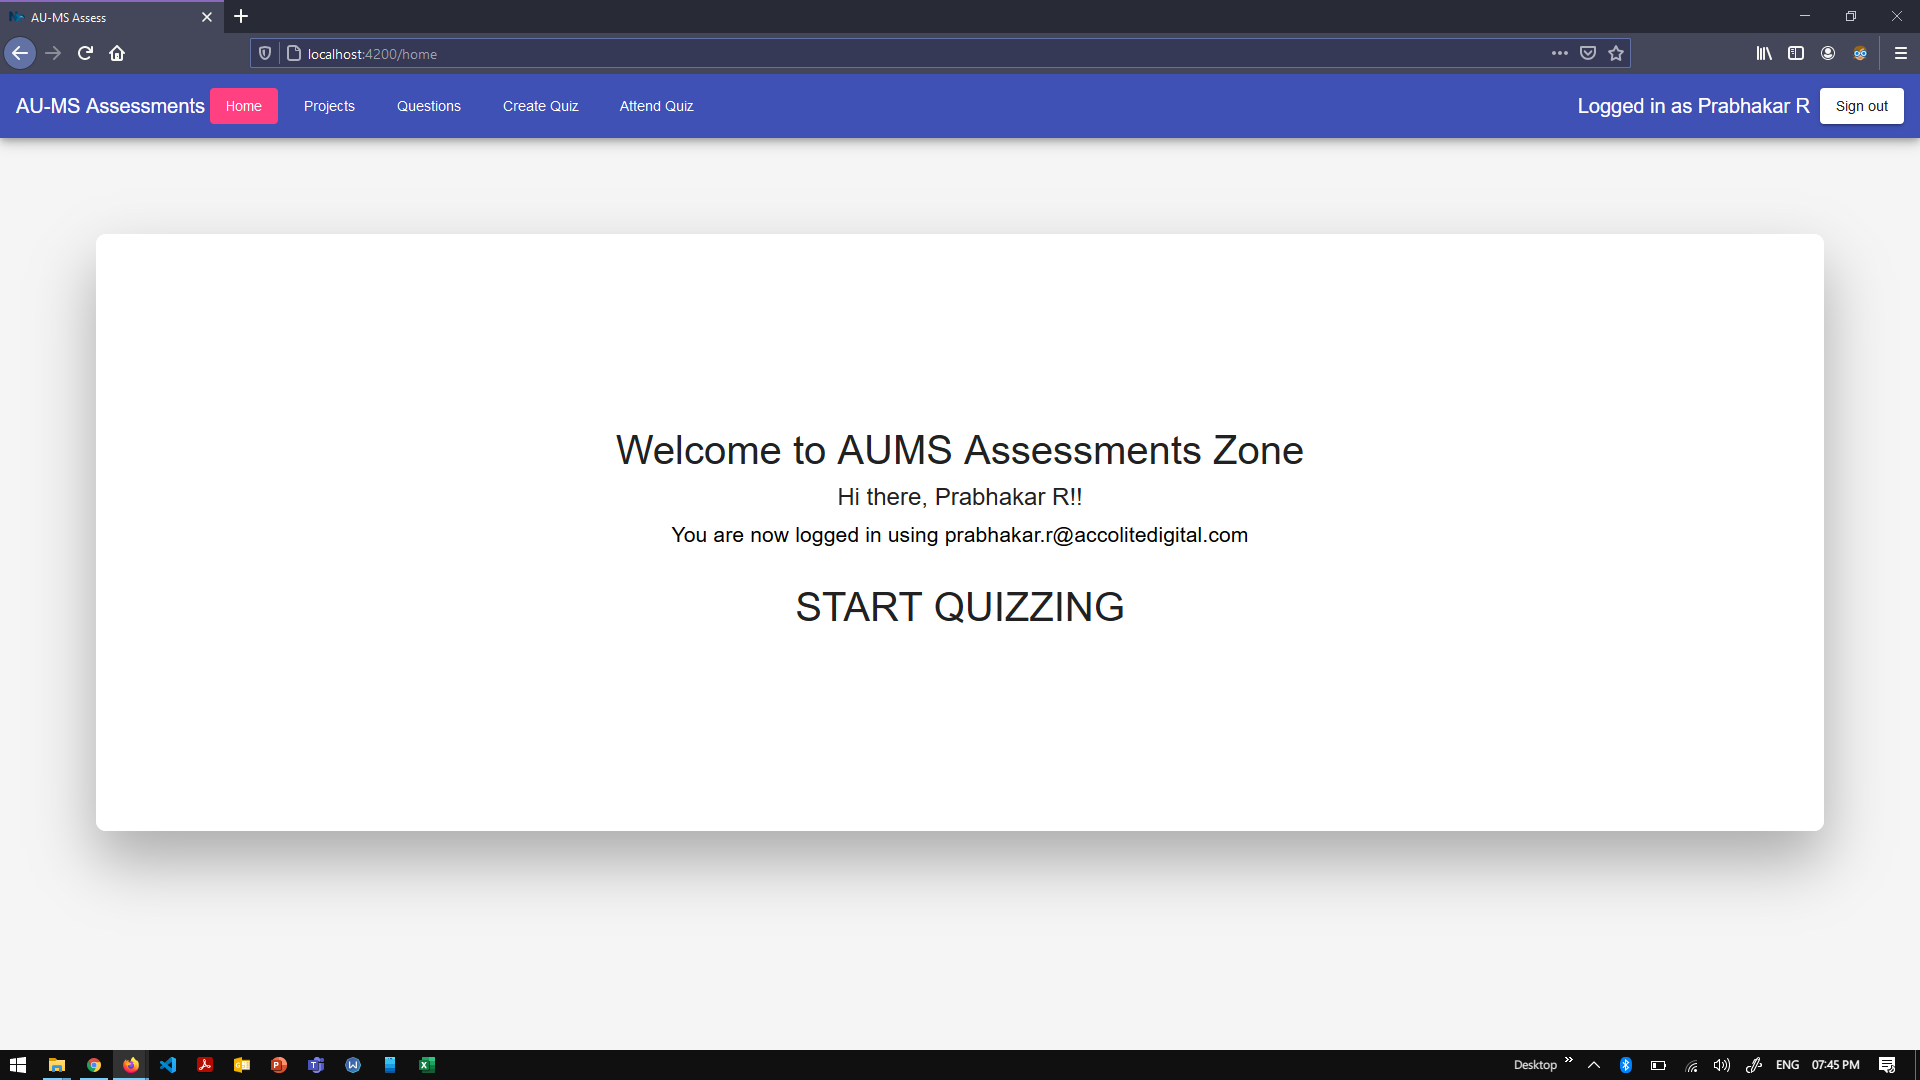 AU-MS Assess
localhost:4200/home
AU-MS Assessments Home Projects Questions Create Quiz Attend Quiz Logged in as Prabhakar R Sign out
Welcome to AUMS Assessments Zone
Hi there, Prabhakar R!!
You are now logged in using prabhakar.r@accolitedigital.com
START QUIZZING
Desktop ENG 07:45 PM